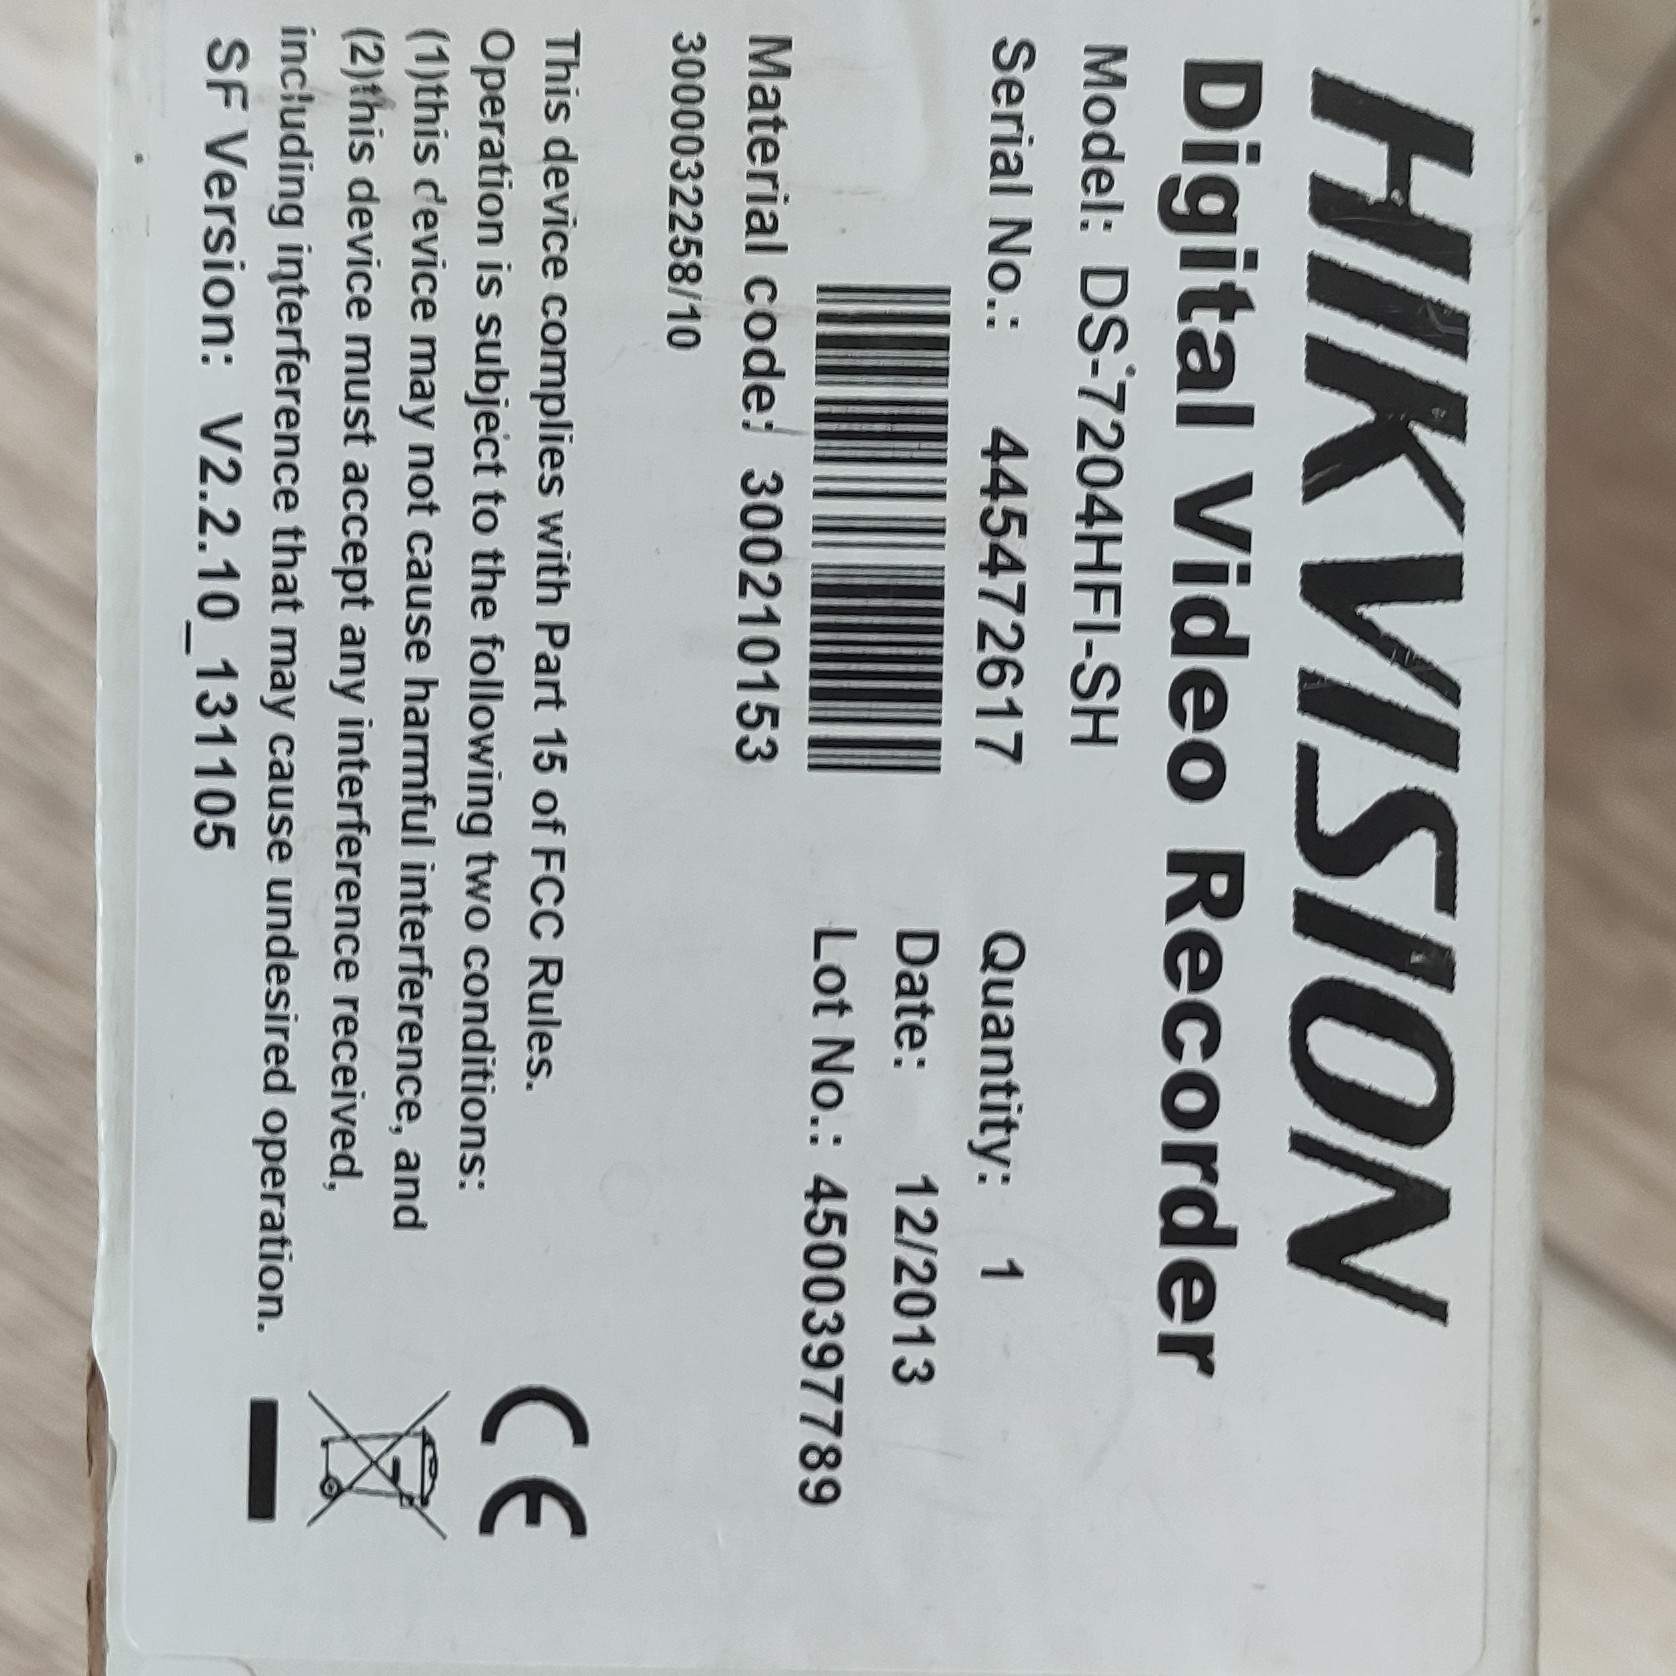 HIKVISION
Digital Video Recorder
Model: DS-7204HFI-SH
Serial No.: 445472617 Quantity: 1
Date: 12/2013
Lot No.: 4500397789
Material code: 300210153
3000032258/10
This device complies with Part 15 of FCC Rules.
Operation is subject to the following two conditions:
(1)this device may not cause harmful interference, and
(2)this device must accept any interference received,
including interference that may cause undesired operation.
SF Version: V2.2.10_131105
CE